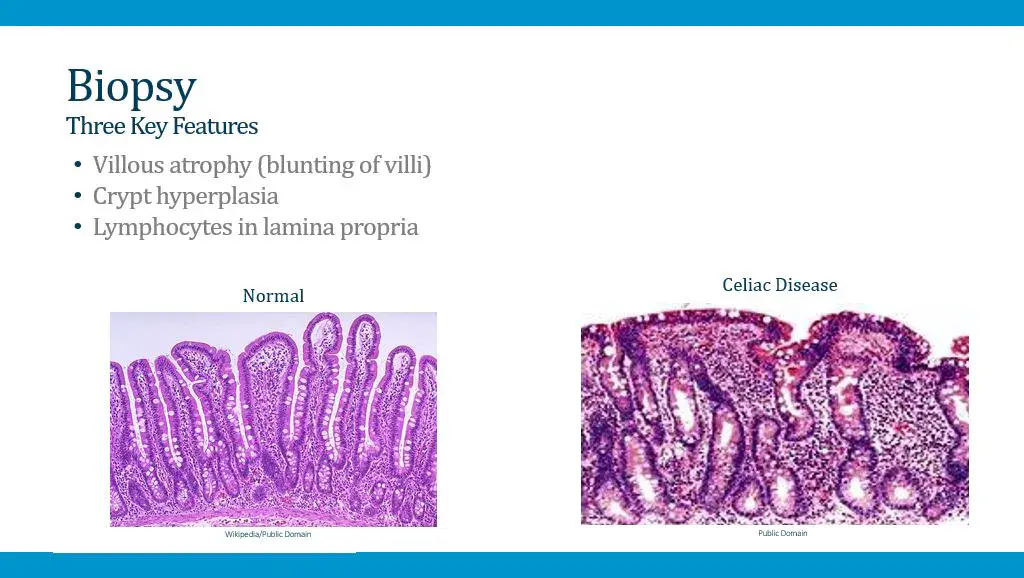 Biopsy
Three Key Features
• Villous atrophy (blunting of villi)
• Crypt hyperplasia
• Lymphocytes in lamina propria
Normal
Celiac Disease
Wikipedia/Public Domain
Public Domain